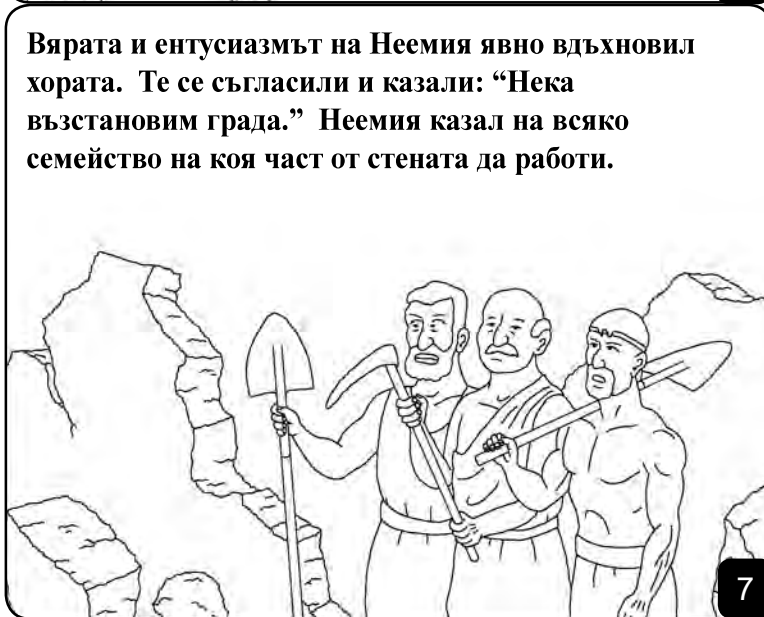 Вярата и ентусиазмът на Неемия явно вдъхновил
хората.  Те се съгласили и казали: “Нека
възстановим града.”  Неемия казал на всяко
семейство на коя част от стената да работи.
7